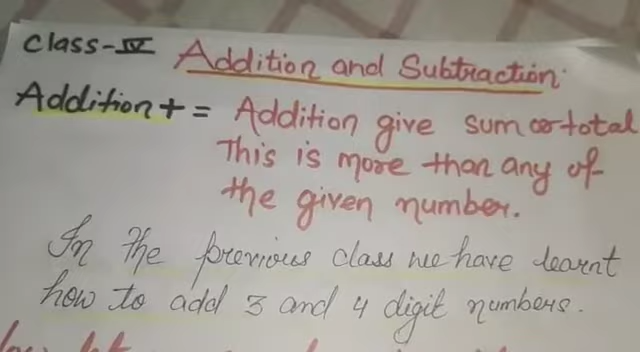 Class-IV Addition and Subtraction
Addition + = Addition give sum or total
This is more than any of
the given number.
In the previous class we have learnt
how to add 3 and 4 digit numbers.